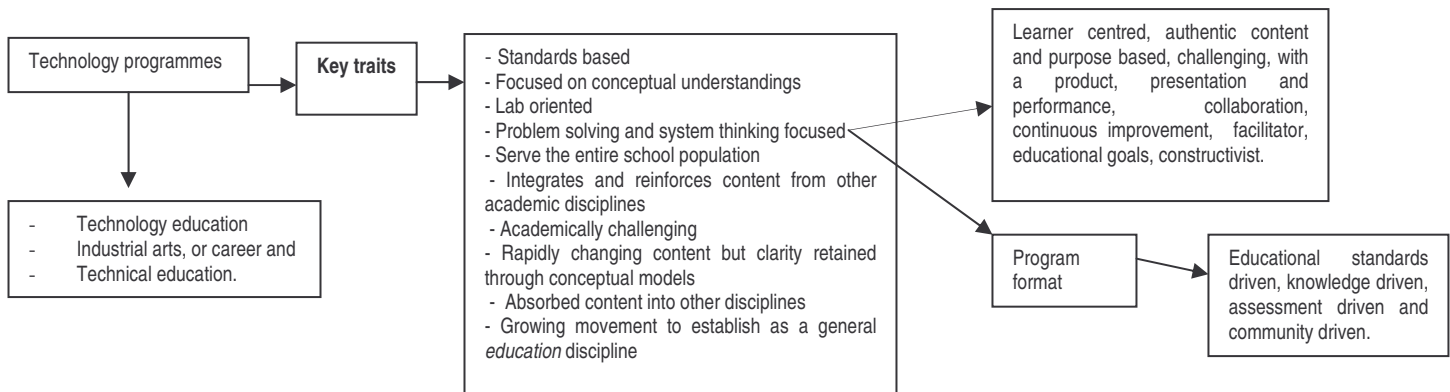 Technology programmes
Key traits
- Technology education
- Industrial arts, or career and
- Technical education.
- Standards based
- Focused on conceptual understandings
- Lab oriented
- Problem solving and system thinking focused
- Serve the entire school population
- Integrates and reinforces content from other
academic disciplines
- Academically challenging
- Rapidly changing content but clarity retained
through conceptual models
- Absorbed content into other disciplines
- Growing movement to establish as a general
education discipline
Learner centred, authentic content
and purpose based, challenging, with
a product, presentation and
performance, collaboration,
continuous improvement, facilitator,
educational goals, constructivist.
Program
format
Educational standards
driven, knowledge driven,
assessment driven and
community driven.